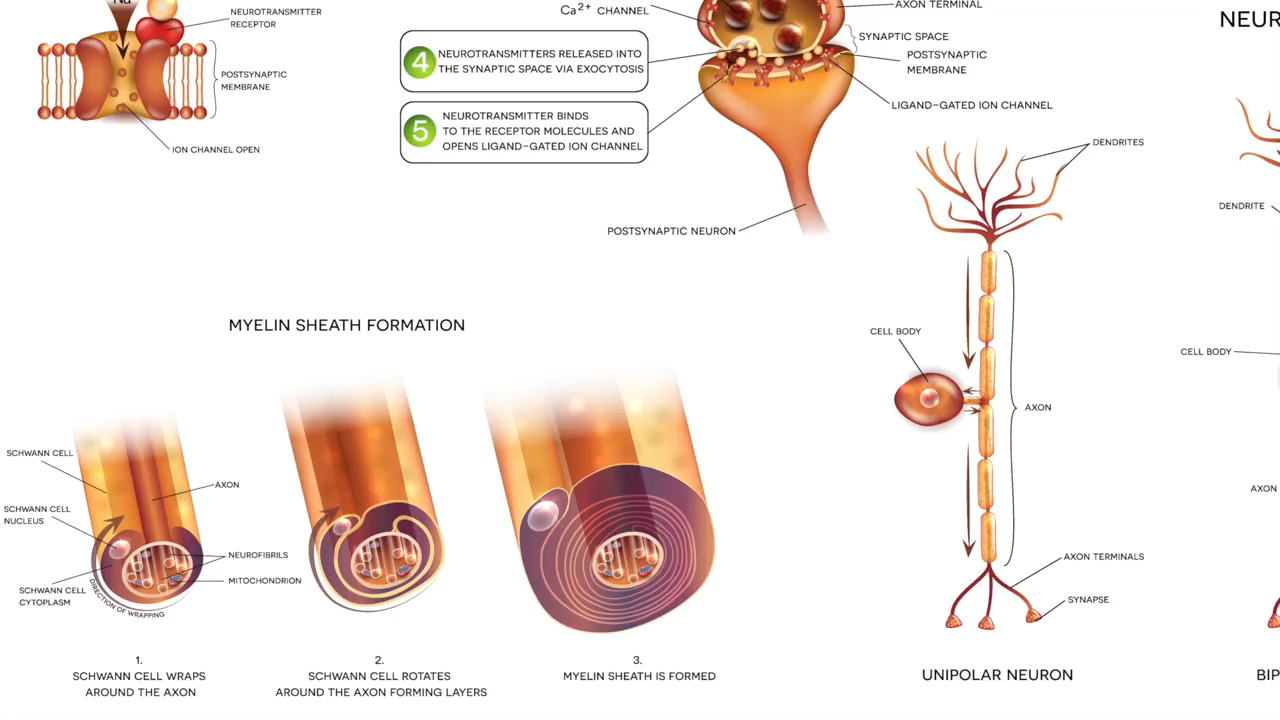 Na
NEUROTRANSMITTER
RECEPTOR
POSTSYNAPTIC
MEMBRANE
ION CHANNEL OPEN
Ca2+ CHANNEL
4 NEUROTRANSMITTERS RELEASED INTO
THE SYNAPTIC SPACE VIA EXOCYTOSIS
5 NEUROTRANSMITTER BINDS
TO THE RECEPTOR MOLECULES AND
OPENS LIGAND-GATED ION CHANNEL
AXON TERMINAL
SYNAPTIC SPACE
POSTSYNAPTIC
MEMBRANE
LIGAND-GATED ION CHANNEL
POSTSYNAPTIC NEURON
NEUR
DENDRITES
CELL BODY
AXON
AXON TERMINALS
SYNAPSE
UNIPOLAR NEURON
DENDRITE
CELL BODY
AXON
BIP
MYELIN SHEATH FORMATION
SCHWANN CELL
AXON
SCHWANN CELL
NUCLEUS
NEUROFIBRILS
MITOCHONDRION
SCHWANN CELL
CYTOPLASM
DIRECTION OF WRAPPING
1.
SCHWANN CELL WRAPS
AROUND THE AXON
2.
SCHWANN CELL ROTATES
AROUND THE AXON FORMING LAYERS
3.
MYELIN SHEATH IS FORMED